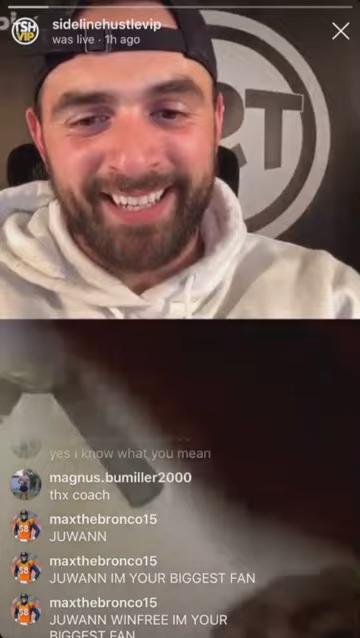 TSH
VIP
sidelinehustlevip
was live · 1h ago
RT
yes i know what you mean
magnus.bumiller2000
thx coach
maxthebronco15
JUWANN
maxthebronco15
JUWANN IM YOUR BIGGEST FAN
maxthebronco15
JUWANN WINFREE IM YOUR
BIGGEST FAN